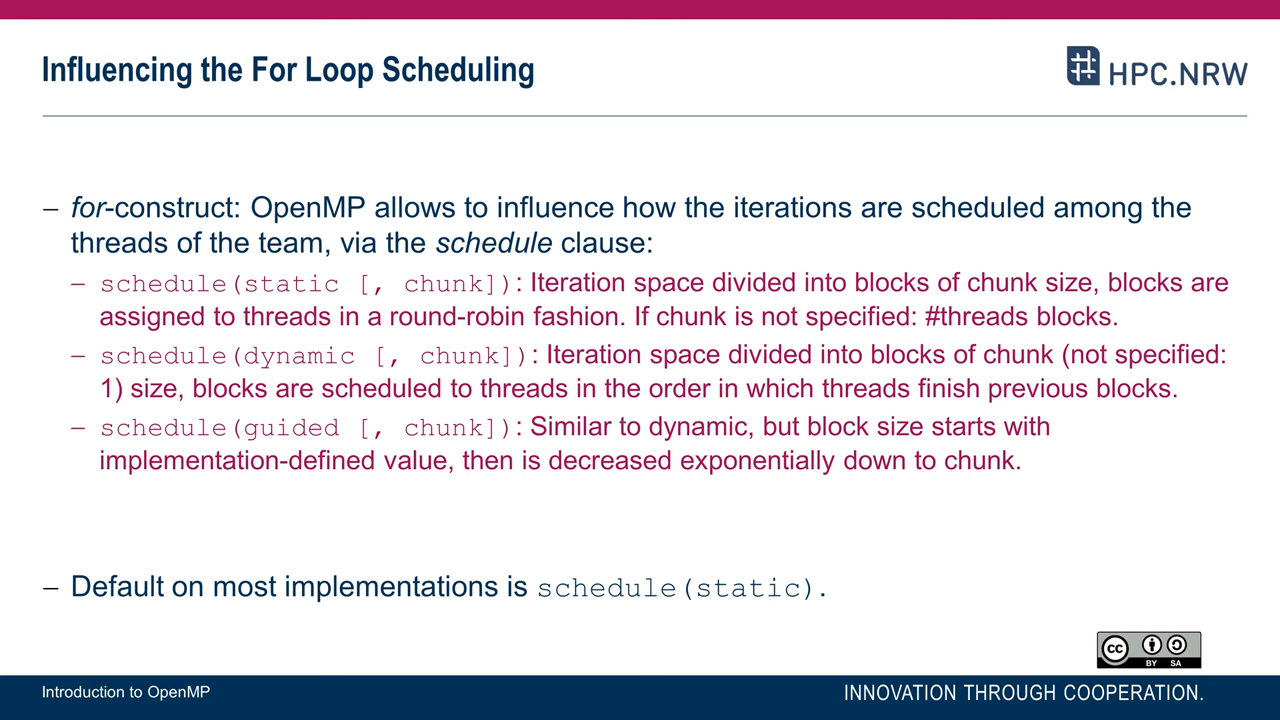 Influencing the For Loop Scheduling
HPC.NRW
– for-construct: OpenMP allows to influence how the iterations are scheduled among the
threads of the team, via the schedule clause:
– schedule(static [, chunk]): Iteration space divided into blocks of chunk size, blocks are
assigned to threads in a round-robin fashion. If chunk is not specified: #threads blocks.
– schedule(dynamic [, chunk]): Iteration space divided into blocks of chunk (not specified:
1) size, blocks are scheduled to threads in the order in which threads finish previous blocks.
– schedule(guided [, chunk]): Similar to dynamic, but block size starts with
implementation-defined value, then is decreased exponentially down to chunk.
– Default on most implementations is schedule(static).
cc
BY SA
Introduction to OpenMP
INNOVATION THROUGH COOPERATION.